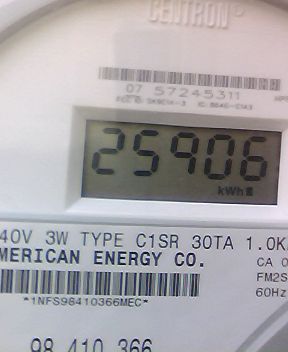 CENTRON®
07 57245311
25906
kWh
40V 3W TYPE C1SR 30TA 1.0K
MERICAN ENERGY CO.
CA 0
FM2S
60Hz
*1NFS98410366MEC*
98 410 366